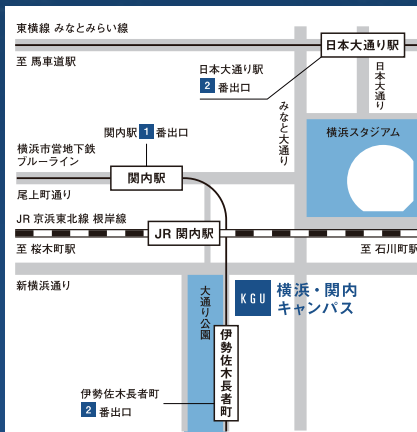 東横線 みなとみらい線
日本大通り駅
至 馬車道駅
日本大通り駅
2 番出口
日本大通り
みなと大通り
関内駅 1 番出口
横浜スタジアム
横浜市営地下鉄
ブルーライン
関内駅
尾上町通り
JR 京浜東北線 根岸線
JR 関内駅
至 桜木町駅
至 石川町駅
新横浜通り
大通り公園
KGU
横浜・関内
キャンパス
伊勢佐木長者町
伊勢佐木長者町
2 番出口